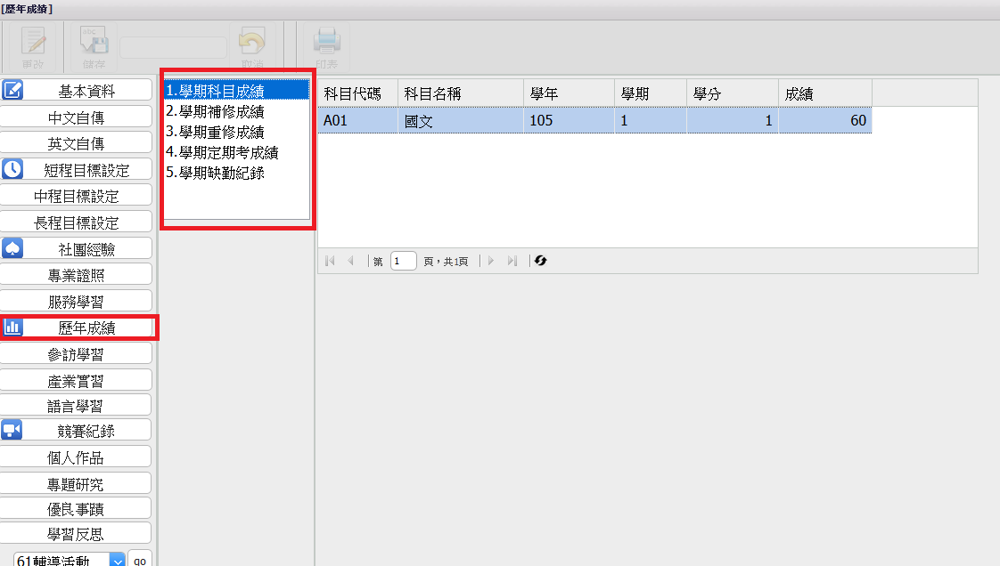 [歷年成績]
更改
儲存
取消
印表
基本資料
中文自傳
英文自傳
短程目標設定
中程目標設定
長程目標設定
社團經驗
專業證照
服務學習
歷年成績
參訪學習
產業實習
語言學習
競賽紀錄
個人作品
專題研究
優良事蹟
學習反思
61輔導活動 go
1.學期科目成績
2.學期補修成績
3.學期重修成績
4.學期定期考成績
5.學期缺勤紀錄
科目代碼 科目名稱 學年 學期 學分 成績
A01 國文 105 1 1 60
第 1 頁，共1頁